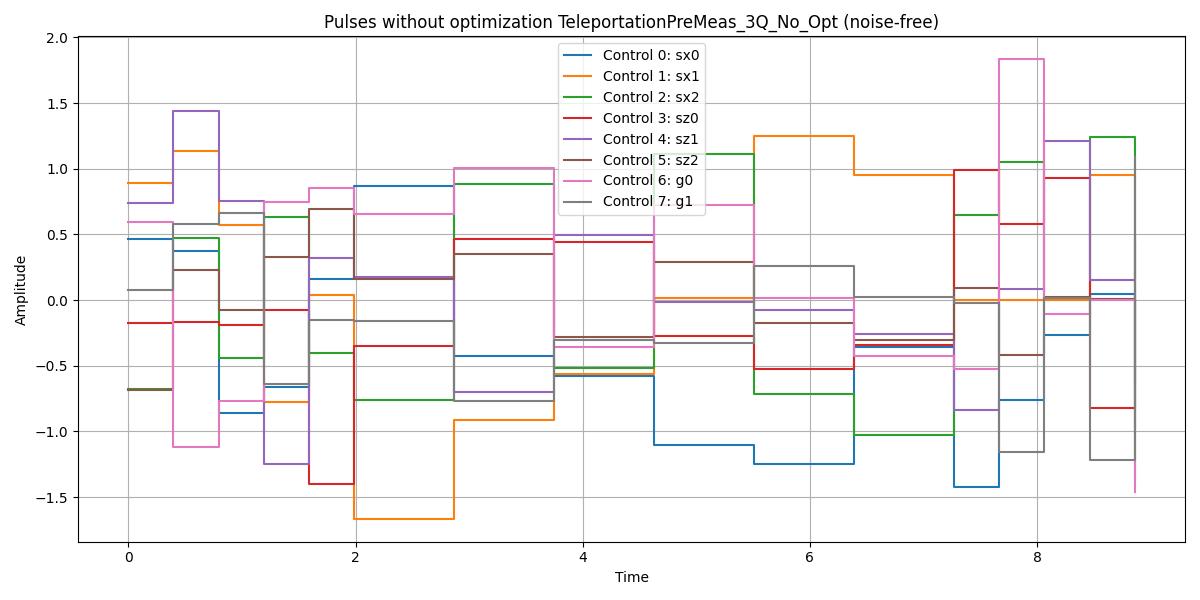 Pulses without optimization TeleportationPreMeas_3Q_No_Opt (noise-free)
2.0
1.5
1.0
0.5
0.0
−0.5
−1.0
−1.5
Amplitude
Control 0: sx0
Control 1: sx1
Control 2: sx2
Control 3: sz0
Control 4: sz1
Control 5: sz2
Control 6: g0
Control 7: g1
0 2 4 6 8
Time